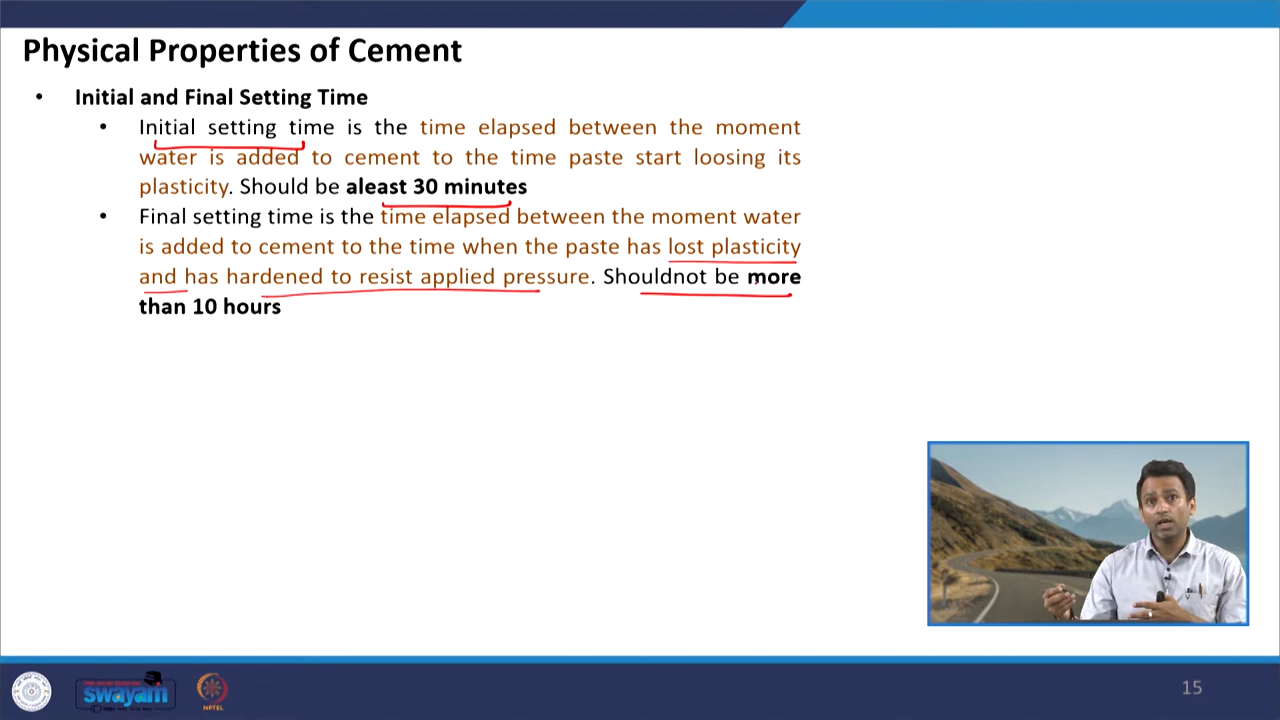 Physical Properties of Cement
• Initial and Final Setting Time
• Initial setting time is the time elapsed between the moment
water is added to cement to the time paste start loosing its
plasticity. Should be aleast 30 minutes
• Final setting time is the time elapsed between the moment water
is added to cement to the time when the paste has lost plasticity
and has hardened to resist applied pressure. Shouldnot be more
than 10 hours
swayam
NPTEL
15